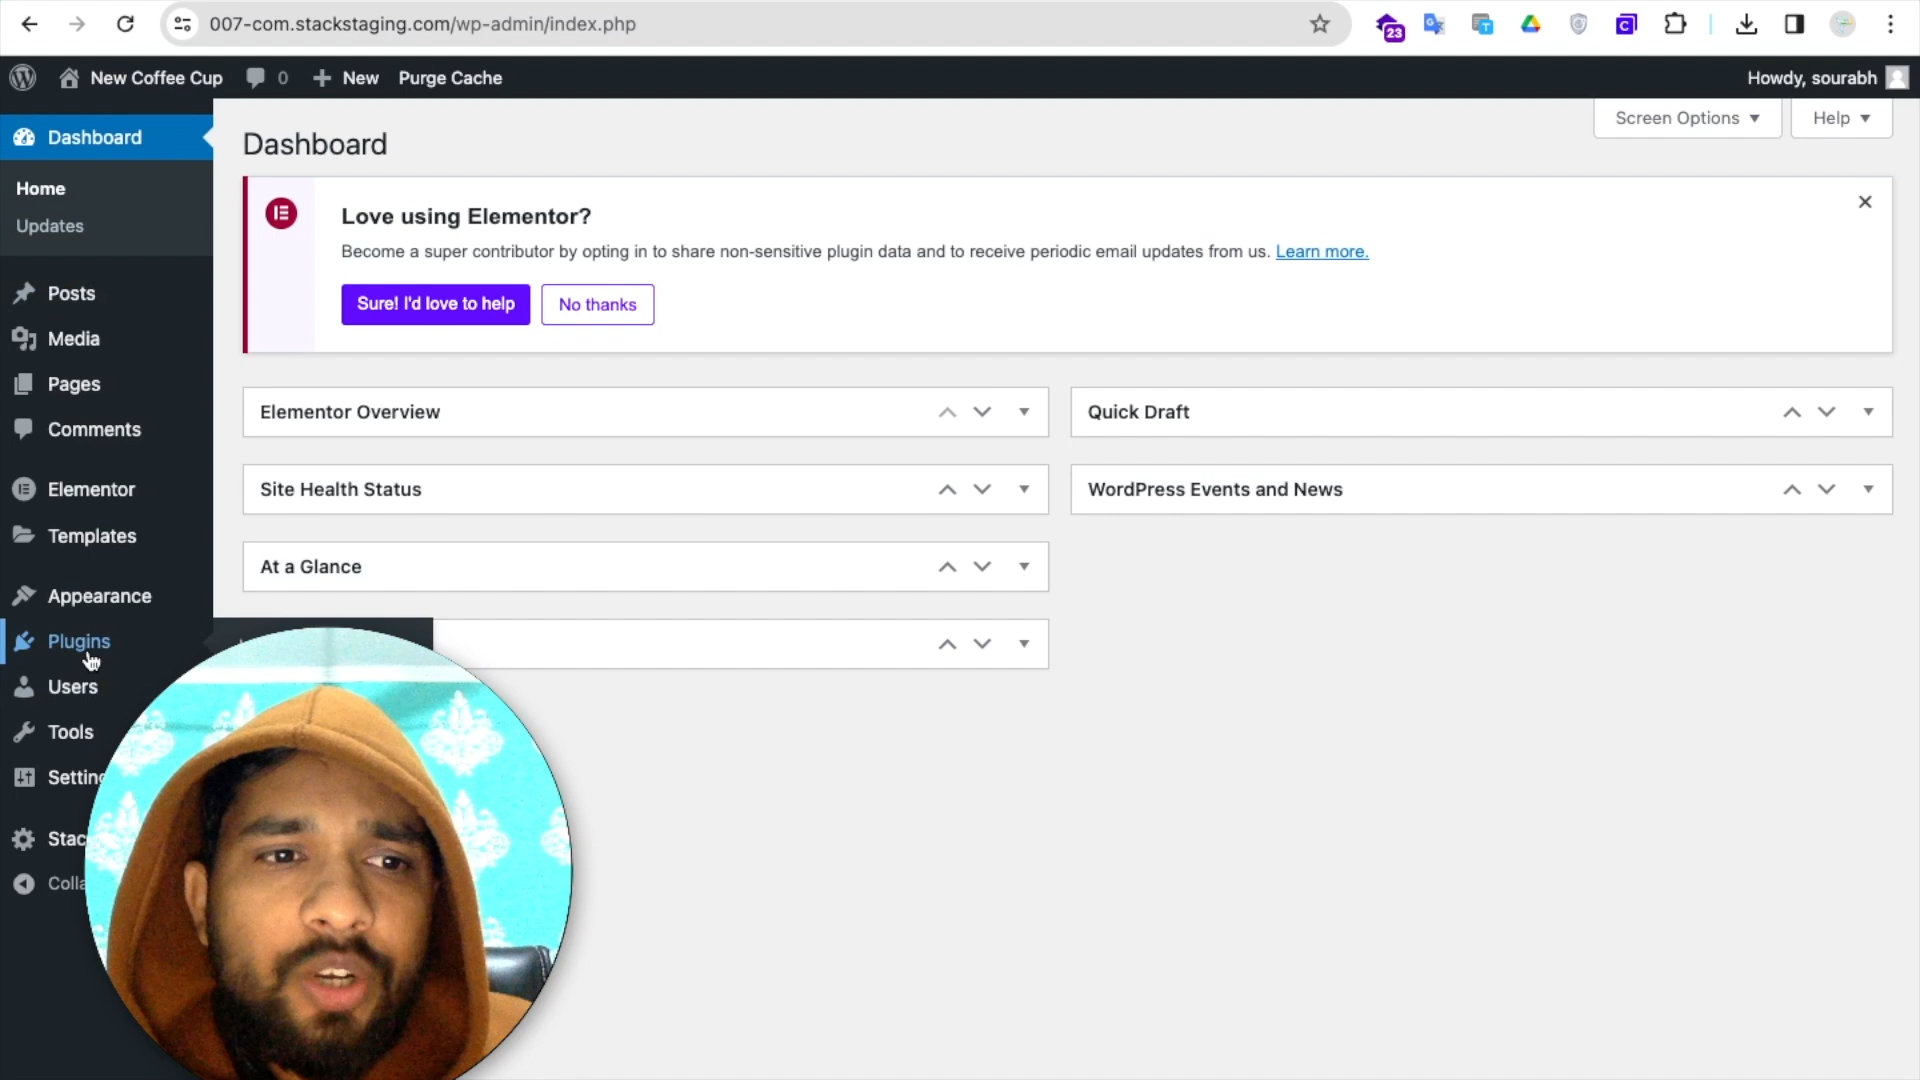 007-com.stackstaging.com/wp-admin/index.php
23
New Coffee Cup
0
New
Purge Cache
Howdy, sourabh
Dashboard
Home
Updates
Posts
Media
Pages
Comments
Elementor
Templates
Appearance
Plugins
Users
Tools
Screen Options
Help
Dashboard
Love using Elementor?
Become a super contributor by opting in to share non-sensitive plugin data and to receive periodic email updates from us. Learn more.
Sure! I'd love to help
No thanks
Elementor Overview
Quick Draft
Site Health Status
WordPress Events and News
At a Glance